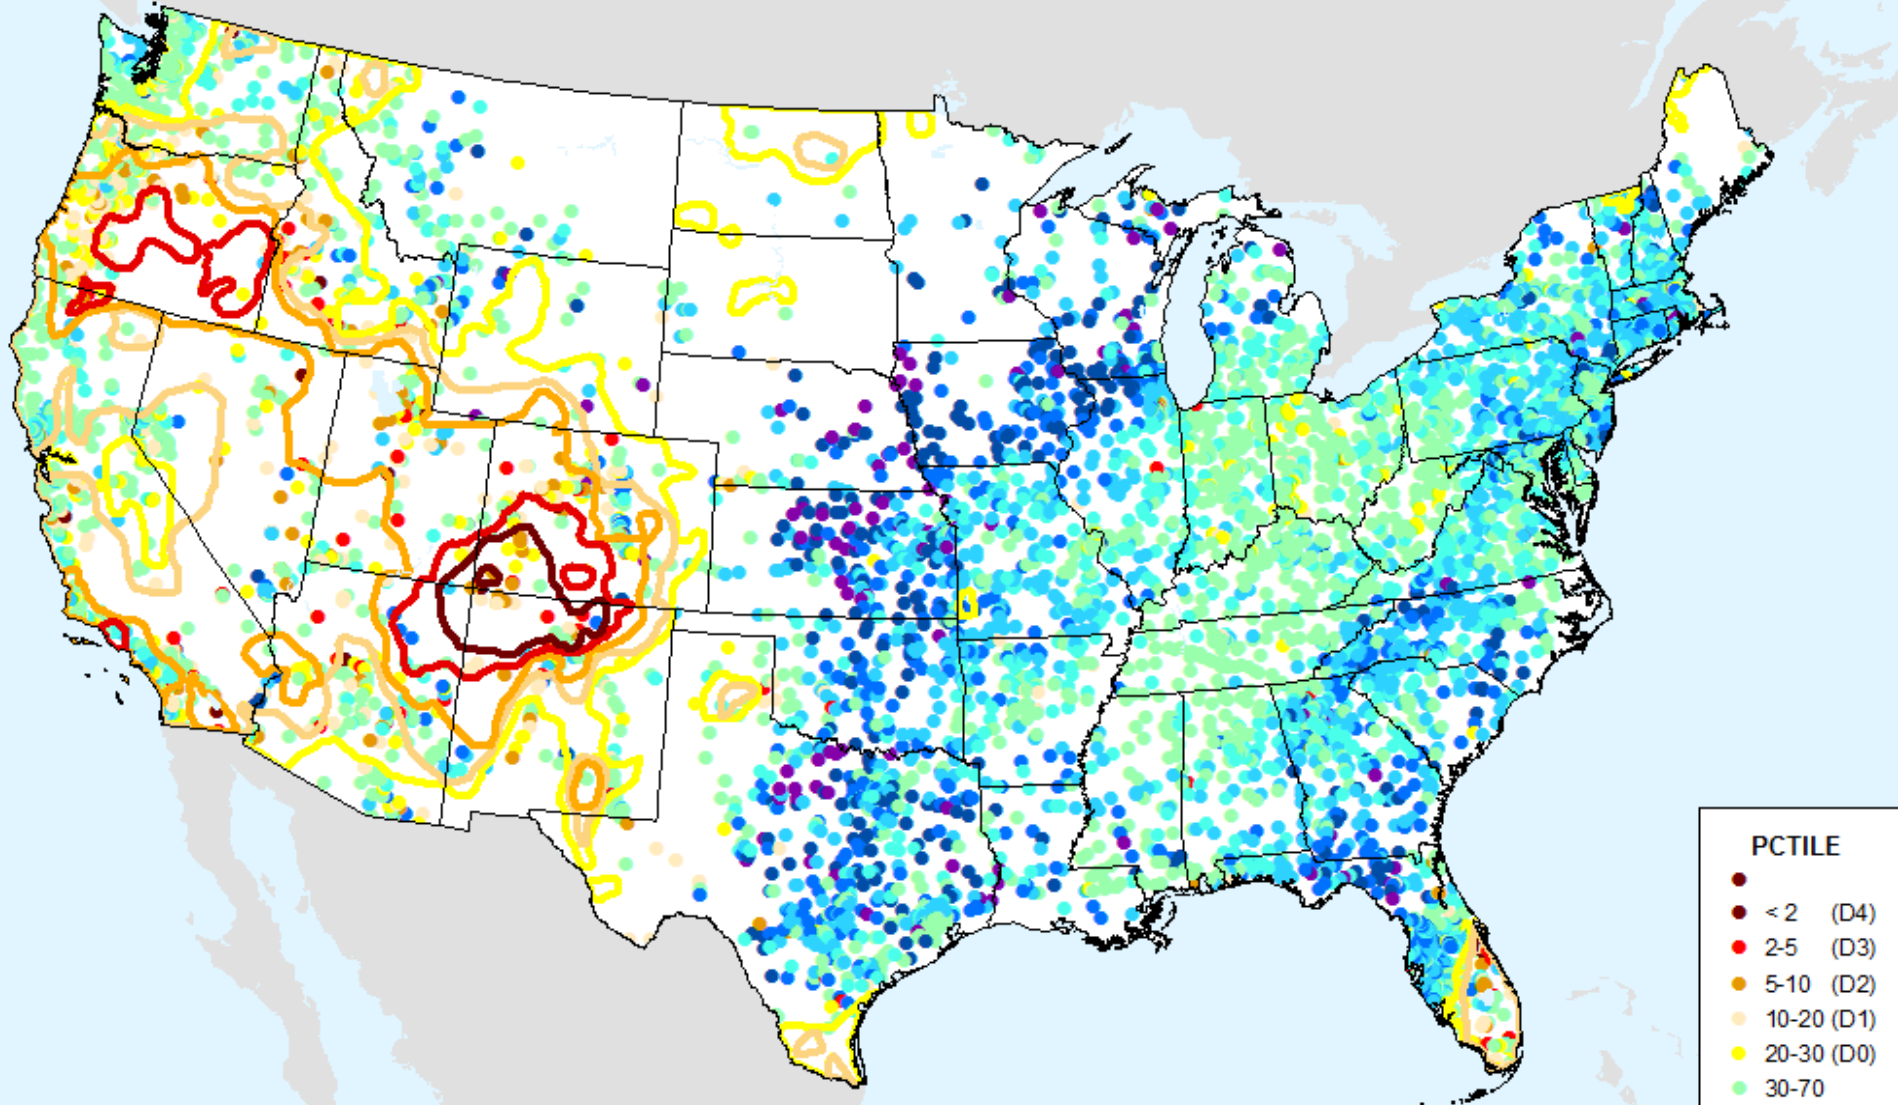 PCTILE
< 2 (D4)
2-5 (D3)
5-10 (D2)
10-20 (D1)
20-30 (D0)
30-70